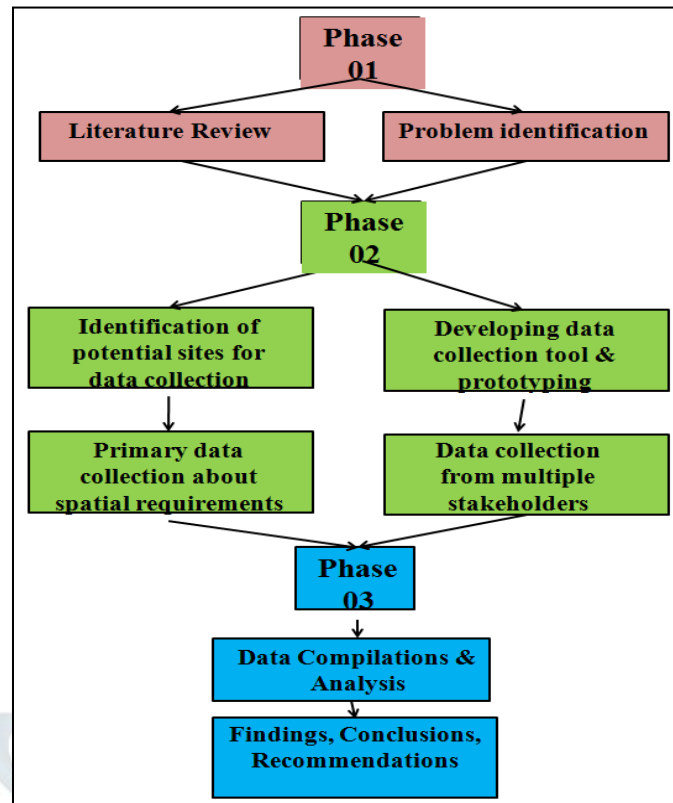 Phase
01
Literature Review
Problem identification
Phase
02
Identification of
potential sites for
data collection
Developing data
collection tool &
prototyping
Primary data
collection about
spatial requirements
Data collection
from multiple
stakeholders
Phase
03
Data Compilations &
Analysis
Findings, Conclusions,
Recommendations